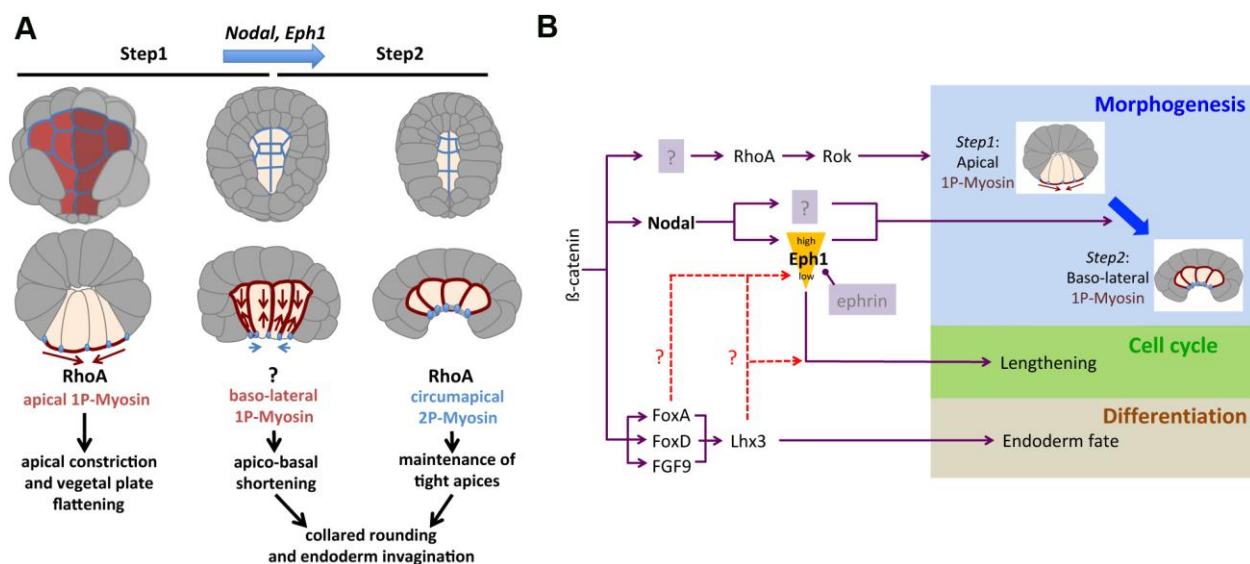 A
Nodal, Eph1
Step1
Step2
RhoA
apical 1P-Myosin
apical constriction
and vegetal plate
flattening
?
baso-lateral
1P-Myosin
apico-basal
shortening
RhoA
circumapical
2P-Myosin
maintenance of
tight apices
collared rounding
and endoderm invagination
B
Morphogenesis
Step1:
Apical
1P-Myosin
? RhoA Rok
ß-catenin
Nodal
?
high
Eph1
low
ephrin
Step2:
Baso-lateral
1P-Myosin
Cell cycle
? ?
Lengthening
Differentiation
FoxA
FoxD
FGF9
Lhx3
Endoderm fate